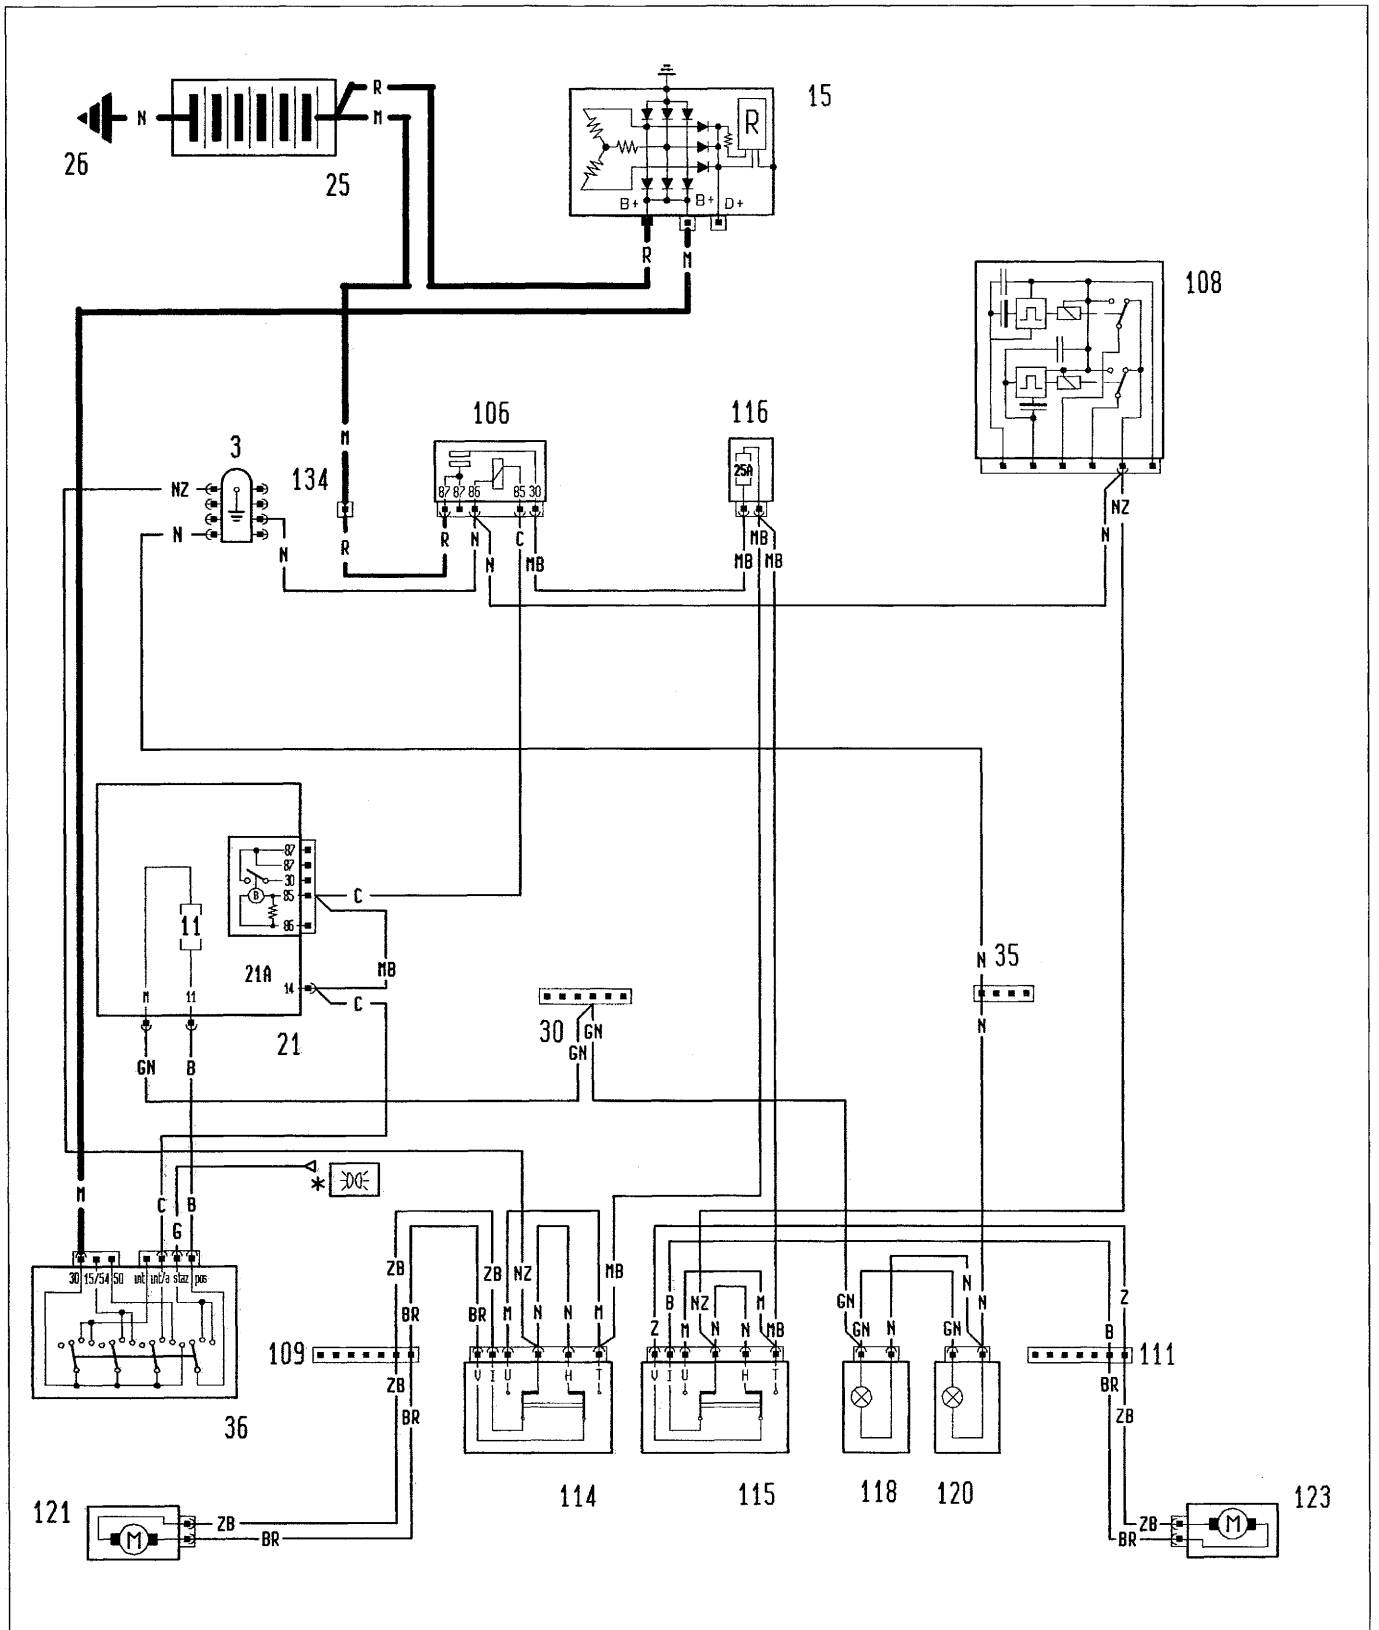 R
N
M
26
25
15
R
B+
B+
D+
R
M
108
106
116
3
134
M
25A
NZ
87
87
86
85
30
NZ
N
N
R
R
N
N
C
MB
MB
MB
MB
N
87
87
30
B
85
86
C
11
21A
MB
14
C
M
11
21
GN
B
30
GN
GN
N
35
N
M
C
G
B
*
30
15/54
50
int
int/a
staz
pos
36
109
ZB
BR
ZB
BR
BR
ZB
M
NZ
N
N
M
MB
V
I
U
H
T
114
Z
B
M
NZ
N
N
M
MB
V
I
U
H
T
115
GN
GN
N
118
GN
N
N
120
Z
B
111
BR
ZB
121
M
ZB
BR
123
M
ZB
BR